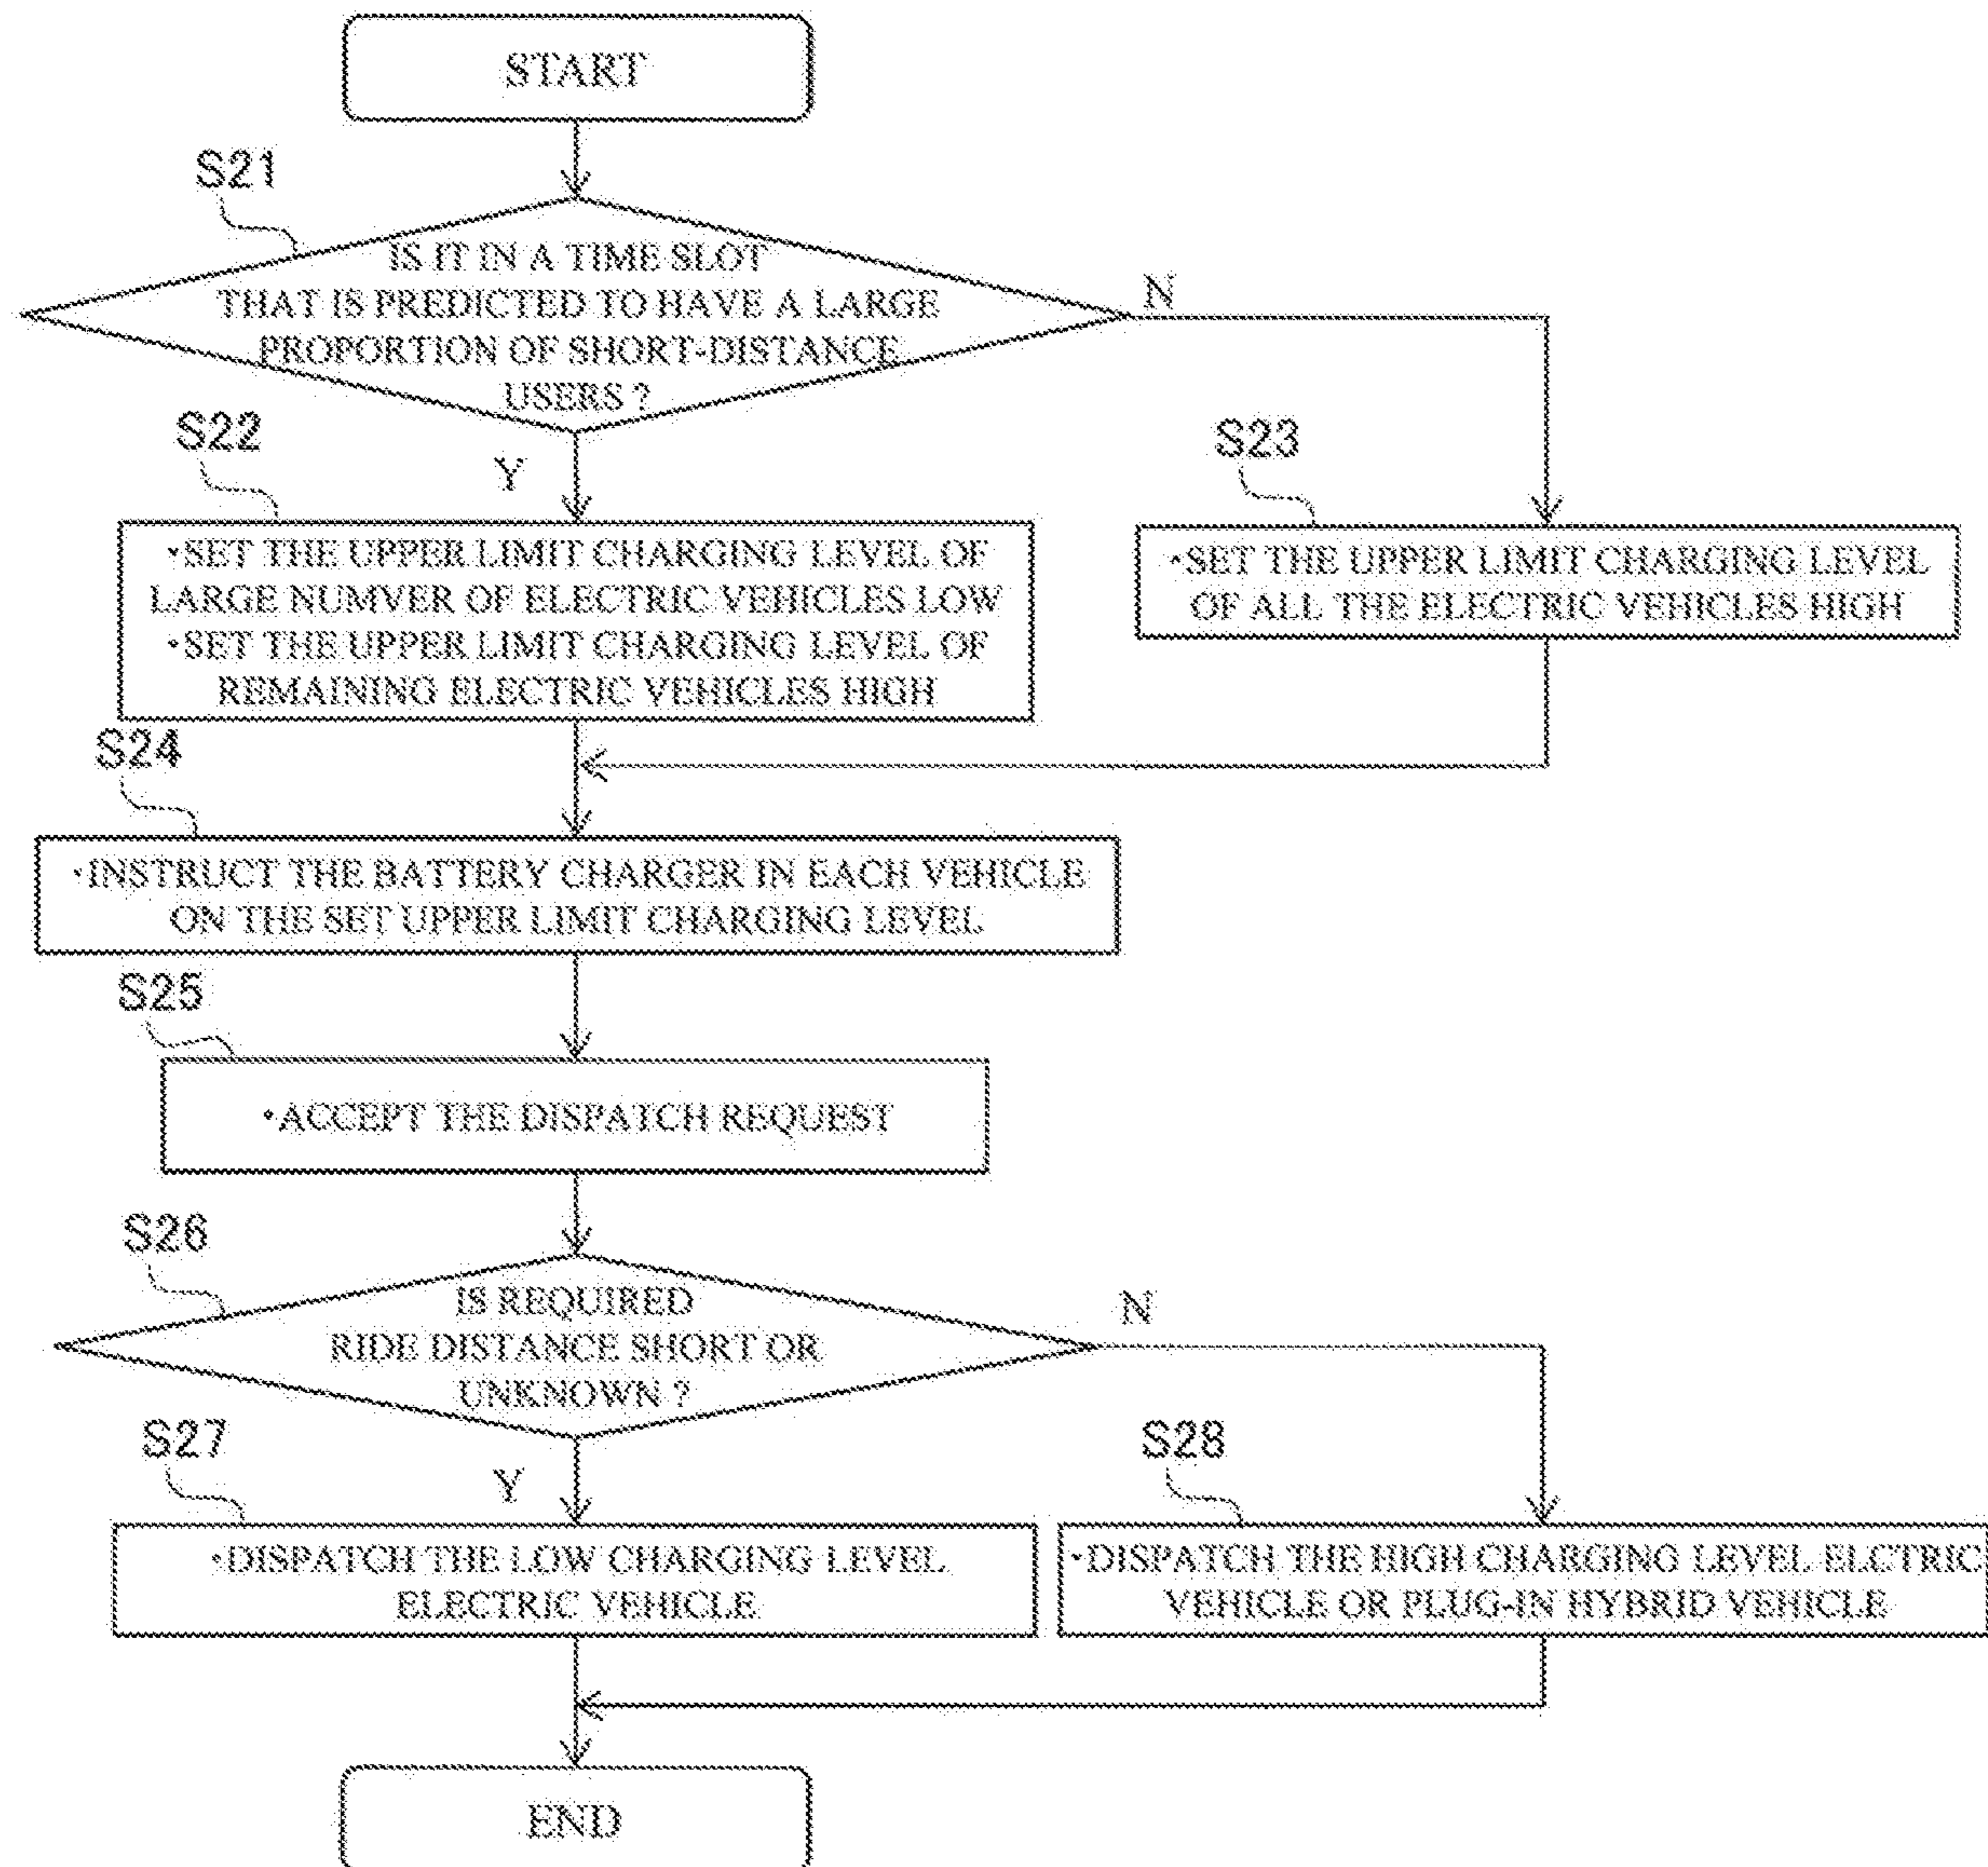 START
S21
IS IT IN A TIME SLOT
THAT IS PREDICTED TO HAVE A LARGE
PROPORTION OF SHORT-DISTANCE
USERS ?
N
Y
S22
•SET THE UPPER LIMIT CHARGING LEVEL OF
LARGE NUMVER OF ELECTRIC VEHICLES LOW
•SET THE UPPER LIMIT CHARGING LEVEL OF
REMAINING ELECTRIC VEHICLES HIGH
S23
•SET THE UPPER LIMIT CHARGING LEVEL
OF ALL THE ELECTRIC VEHICLES HIGH
S24
•INSTRUCT THE BATTERY CHARGER IN EACH VEHICLE
ON THE SET UPPER LIMIT CHARGING LEVEL
S25
•ACCEPT THE DISPATCH REQUEST
S26
IS REQUIRED
RIDE DISTANCE SHORT OR
UNKNOWN ?
N
Y
S27
•DISPATCH THE LOW CHARGING LEVEL
ELECTRIC VEHICLE
S28
•DISPATCH THE HIGH CHARGING LEVEL ELCTRIC
VEHICLE OR PLUG-IN HYBRID VEHICLE
END